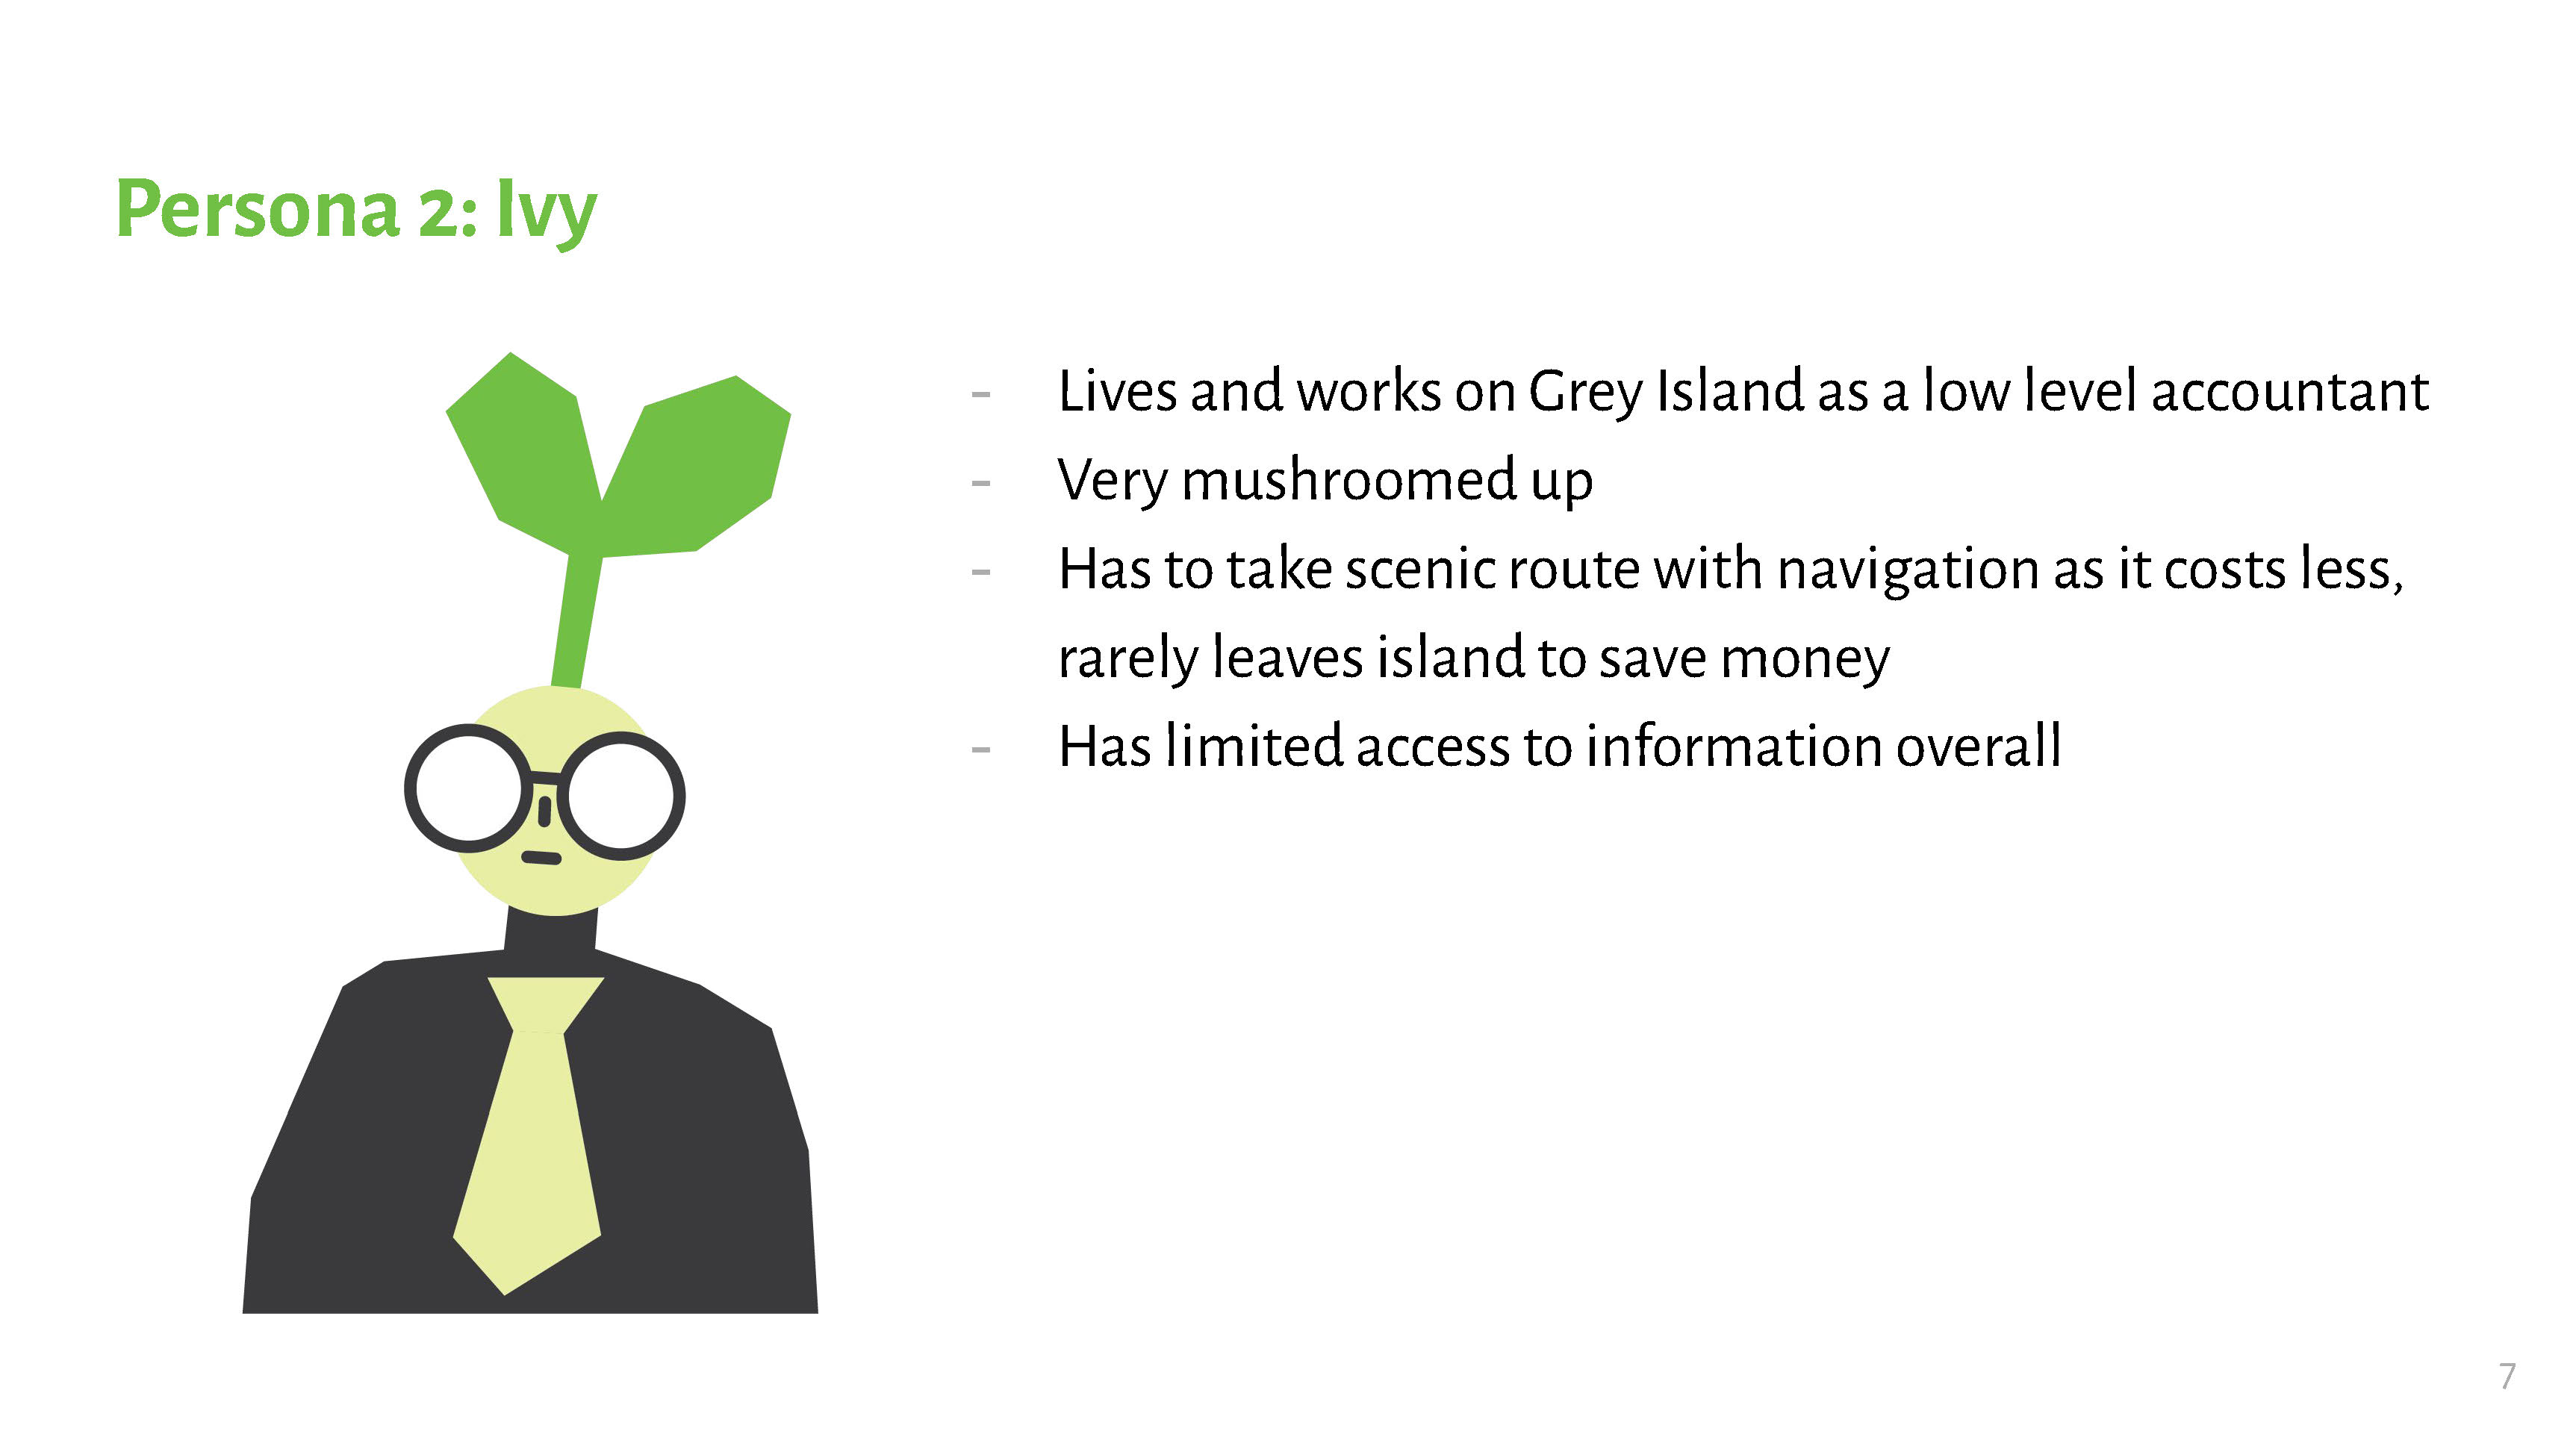 Persona 2: Ivy
- Lives and works on Grey Island as a low level accountant
- Very mushroomed up
- Has to take scenic route with navigation as it costs less,
rarely leaves island to save money
- Has limited access to information overall
7